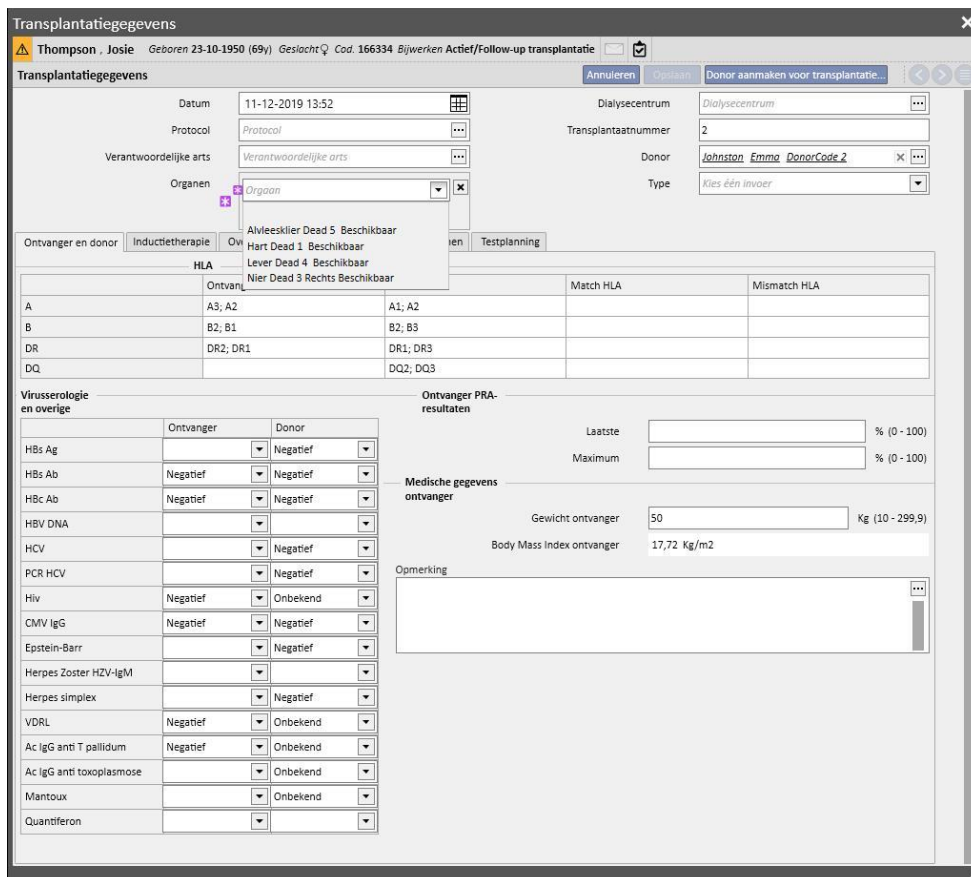 Transplantatiegegevens
Thompson , Josie Geboren 23-10-1950 (69y) Geslacht♀ Cod. 166334 Bijwerken Actief/Follow-up transplantatie
Transplantatiegegevens Annuleren Opslaan Donor aanmaken voor transplantatie...
Datum 11-12-2019 13:52 Dialysecentrum Dialysecentrum
Protocol Protocol Transplantaatnummer 2
Verantwoordelijke arts Verantwoordelijke arts Donor Johnston Emma DonorCode 2
Organen Orgaan Type Kies één invoer
Alvleesklier Dead 5 Beschikbaar
Hart Dead 1 Beschikbaar
Lever Dead 4 Beschikbaar
Nier Dead 3 Rechts Beschikbaar
Ontvanger en donor Inductietherapie Testplanning
HLA
Match HLA Mismatch HLA
A A3; A2 A1; A2
B B2; B1 B2; B3
DR DR2; DR1 DR1; DR3
DQ DQ2; DQ3
Virusserologie
en overige
Ontvanger Donor
HBs Ag Negatief
HBs Ab Negatief Negatief
HBc Ab Negatief Negatief
HBV DNA
HCV Negatief
PCR HCV Negatief
Hiv Negatief Onbekend
CMV IgG Negatief Negatief
Epstein-Barr Negatief
Herpes Zoster HZV-IgM
Herpes simplex Negatief
VDRL Negatief Onbekend
Ac IgG anti T pallidum Negatief Onbekend
Ac IgG anti toxoplasmose Onbekend
Mantoux Onbekend
Quantiferon
Ontvanger PRA-
resultaten
Laatste % (0 - 100)
Maximum % (0 - 100)
Medische gegevens
ontvanger
Gewicht ontvanger 50 Kg (10 - 299,9)
Body Mass Index ontvanger 17,72 Kg/m2
Opmerking